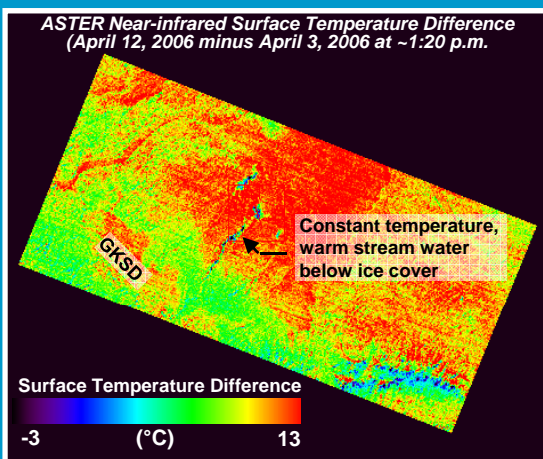 ASTER Near-infrared Surface Temperature Difference
(April 12, 2006 minus April 3, 2006 at ~1:20 p.m.
Constant temperature,
warm stream water
below ice cover
GKSD
Surface Temperature Difference
-3 (°C) 13